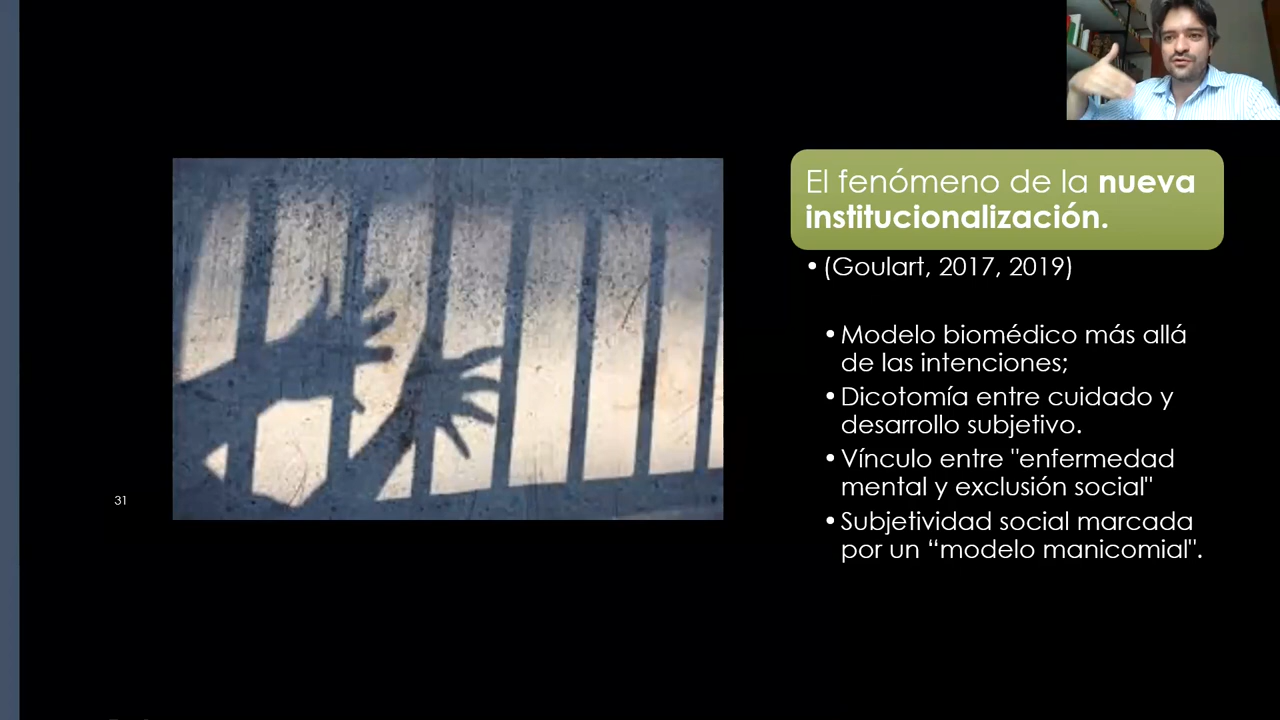 El fenómeno de la nueva
institucionalización.
• (Goulart, 2017, 2019)
• Modelo biomédico más allá
de las intenciones;
• Dicotomía entre cuidado y
desarrollo subjetivo.
• Vínculo entre "enfermedad
mental y exclusión social"
• Subjetividad social marcada
por un “modelo manicomial".
31